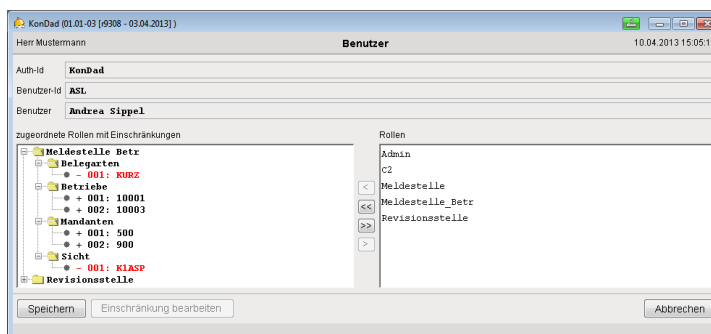 KonDad (01.01-03 [r9308 - 03.04.2013] )
Herr Mustermann
Benutzer
10.04.2013 15:05:1
Auth-Id
KonDad
Benutzer-Id
ASL
Benutzer
Andrea Sippel
zugeordnete Rollen mit Einschränkungen
Meldestelle Betr
Belegarten
- 001: KURZ
Betriebe
+ 001: 10001
+ 002: 10003
Mandanten
+ 001: 500
+ 002: 900
Sicht
- 001: KlASP
Revisionsstelle
<
<<
>>
>
Rollen
Admin
C2
Meldestelle
Meldestelle_Betr
Revisionsstelle
Speichern
Einschränkung bearbeiten
Abbrechen